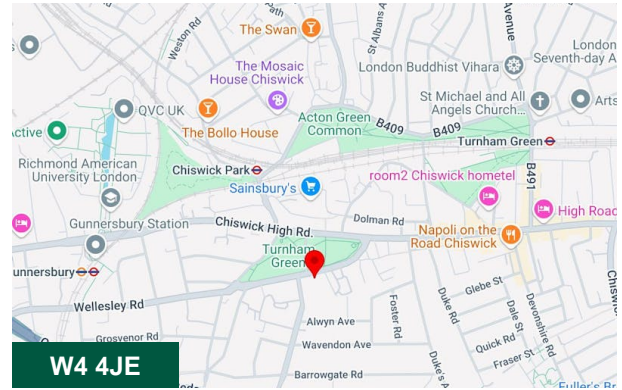 The Swan
Weston Rd
St Albans A
Avenue
London
Seventh-day A
London Buddhist Vihara
The Mosaic
House Chiswick
QVC UK
St Michael and All
Angels Church...
Arts
Active
The Bollo House
Acton Green
Common
B409
B409
Turnham Green
Richmond American
University London
Chiswick Park
Sainsbury's
room2 Chiswick hometel
B491
Gunnersbury Station
Chiswick High Rd.
Dolman Rd
High Road
Napoli on the
Road Chiswick
Turnham
Green
unnersbury
Wellesley Rd
Glebe St
Duke Rd
Foster Rd
Dale St
Devonshire Rd
Chisw
Alwyn Ave
Grosvenor Rd
Wavendon Ave
Quick Rd
Fraser St
Duke's
Barrowgate Rd
Fuller's Br
W4 4JE